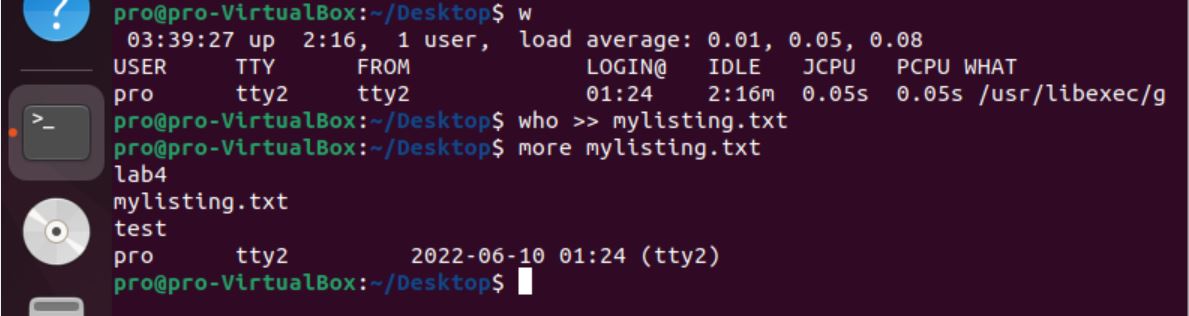 pro@pro-VirtualBox:~/Desktop$ w
 03:39:27 up  2:16,  1 user,  load average: 0.01, 0.05, 0.08
USER     TTY      FROM             LOGIN@   IDLE   JCPU   PCPU WHAT
pro      tty2     tty2             01:24    2:16m  0.05s  0.05s /usr/libexec/g
pro@pro-VirtualBox:~/Desktop$ who >> mylisting.txt
pro@pro-VirtualBox:~/Desktop$ more mylisting.txt
lab4
mylisting.txt
test
pro      tty2         2022-06-10 01:24 (tty2)
pro@pro-VirtualBox:~/Desktop$